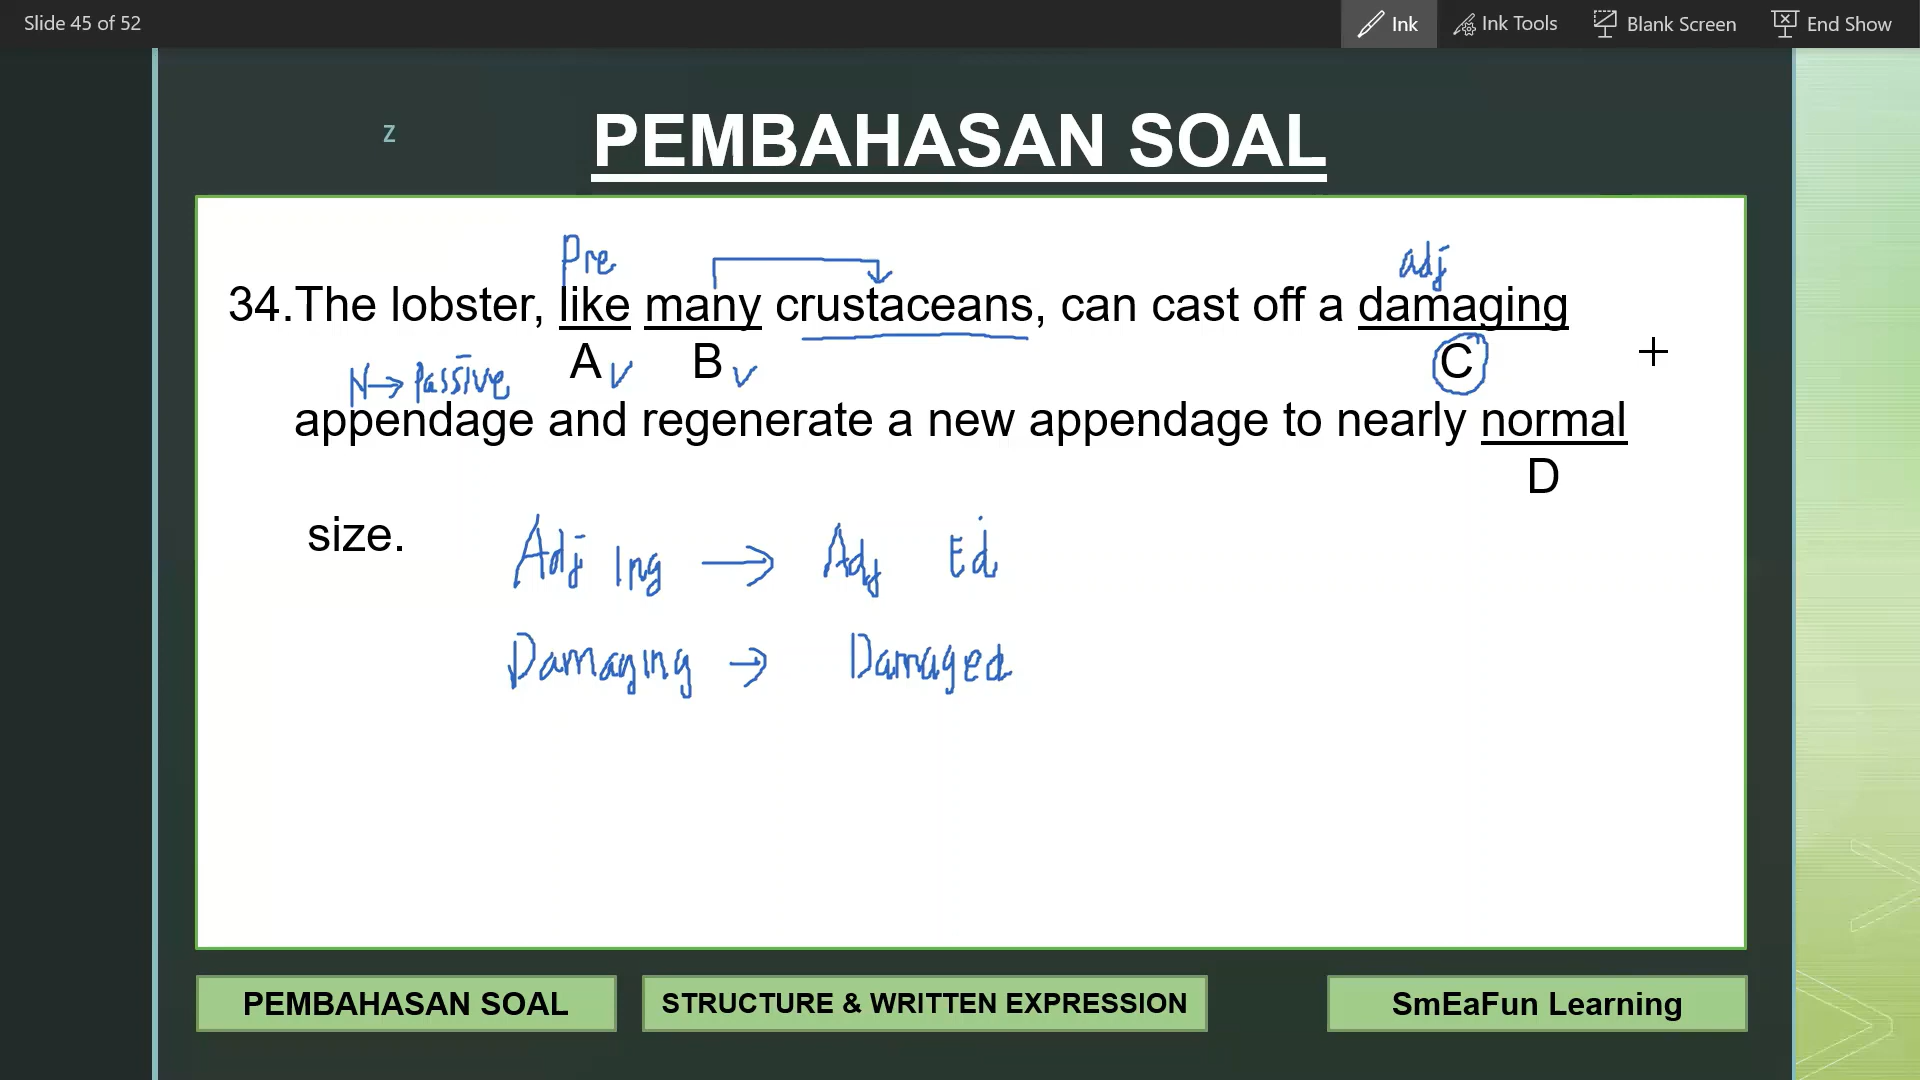 Slide 45 of 52
Ink
Ink Tools
Blank Screen
End Show
z
PEMBAHASAN SOAL
Pre
adj
34.The lobster, like many crustaceans, can cast off a damaging
A B C
N→ Passive
appendage and regenerate a new appendage to nearly normal
D
size.
Adj Ing → Adj Ed
Damaging → Damaged
PEMBAHASAN SOAL
STRUCTURE & WRITTEN EXPRESSION
SmEaFun Learning